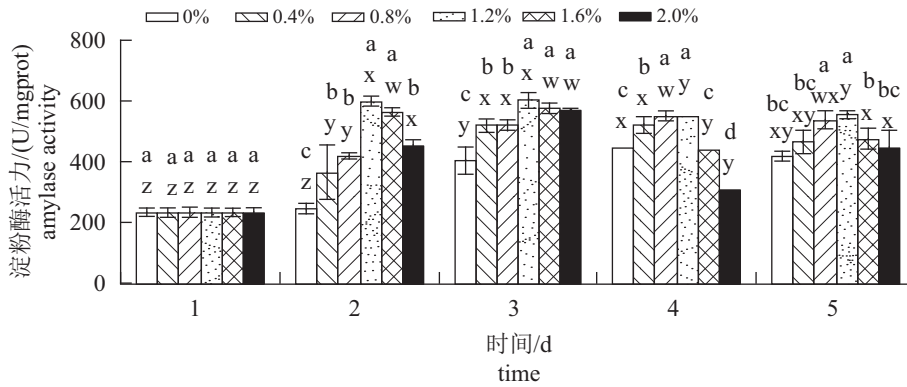 0% 0.4% 0.8% 1.2% 1.6% 2.0%
淀粉酶活力/(U/mgprot)
amylase activity
800
600
400
200
0
a a a a a a
z z z z z z
c b b a a b
z y y x w x
c b b a a a
y x x x w w
c b a a c d
x x w y y y
bc bc a a b bc
xy xy wx y x x
1 2 3 4 5
时间/d
time